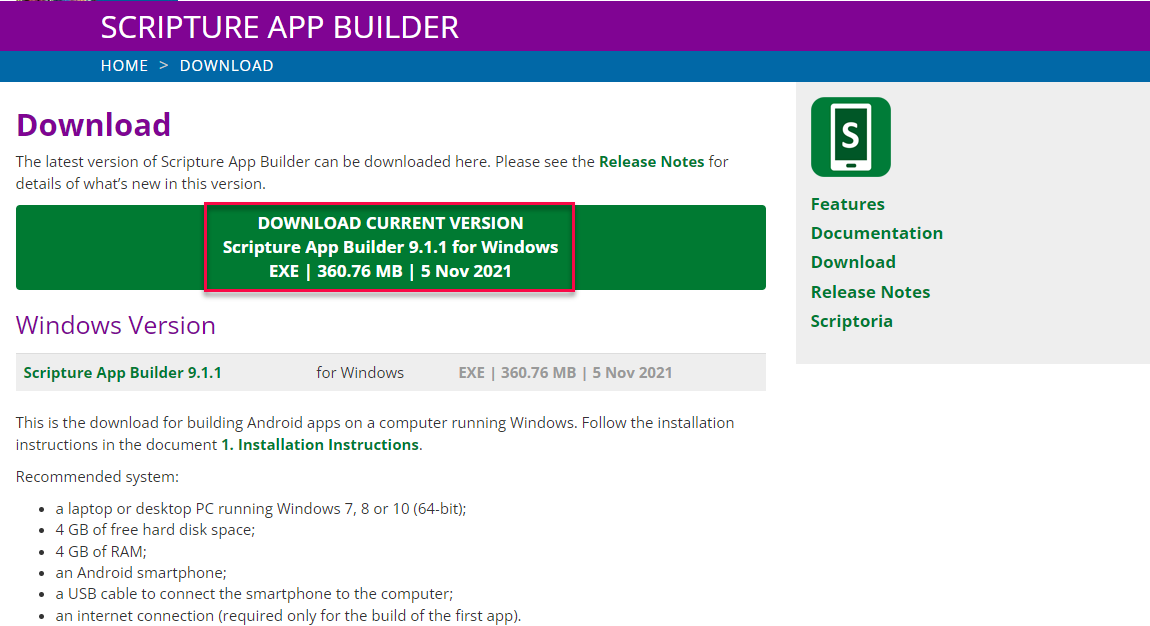 SCRIPTURE APP BUILDER
HOME > DOWNLOAD
Download
The latest version of Scripture App Builder can be downloaded here. Please see the Release Notes for
details of what’s new in this version.
DOWNLOAD CURRENT VERSION
Scripture App Builder 9.1.1 for Windows
EXE | 360.76 MB | 5 Nov 2021
Windows Version
Scripture App Builder 9.1.1 for Windows EXE | 360.76 MB | 5 Nov 2021
This is the download for building Android apps on a computer running Windows. Follow the installation
instructions in the document 1. Installation Instructions.
Recommended system:
• a laptop or desktop PC running Windows 7, 8 or 10 (64-bit);
• 4 GB of free hard disk space;
• 4 GB of RAM;
• an Android smartphone;
• a USB cable to connect the smartphone to the computer;
• an internet connection (required only for the build of the first app).
S
Features
Documentation
Download
Release Notes
Scriptoria